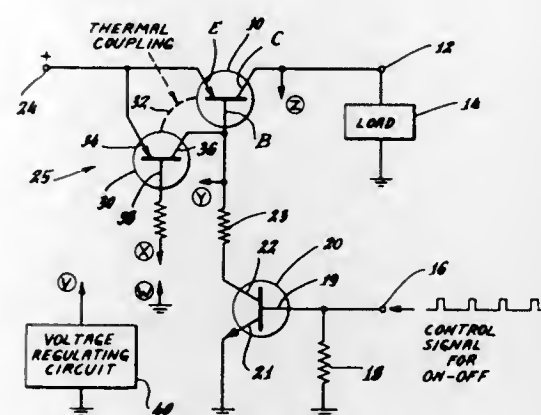 THERMAL
COUPLING
E
10
C
12
+
24
32
Z
14
LOAD
34
36
B
25
30
38
Y
23
X
22
20
19
16
W
V
21
18
CONTROL
SIGNAL
FOR
ON-OFF
VOLTAGE
REGULATING
CIRCUIT
40